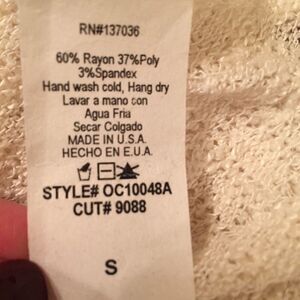 RN#137036
60% Rayon 37%Poly
3%Spandex
Hand wash cold, Hang dry
Lavar a mano con
Agua Fria
Secar Colgado
MADE IN U.S.A.
HECHO EN E.U.A.
STYLE# OC10048A
CUT# 9088
S